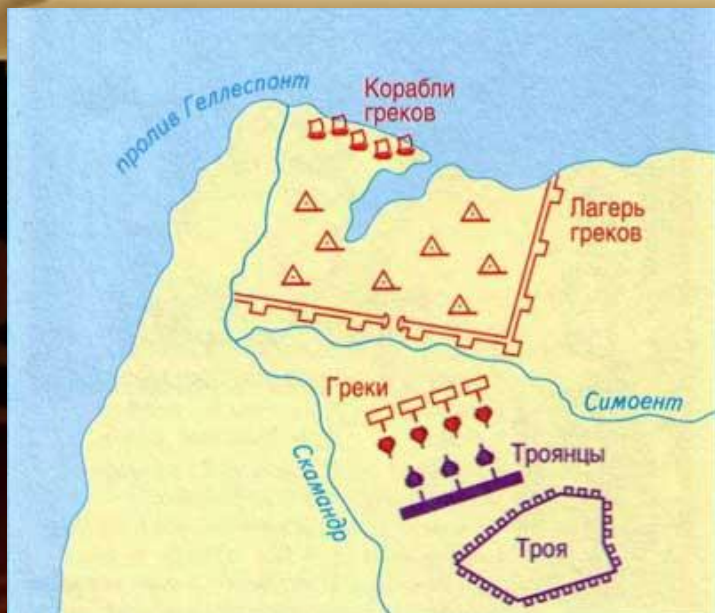 пролив Геллеспонт
Корабли
греков
Лагерь
греков
Греки
Симоент
Троянцы
Скамандр
Троя